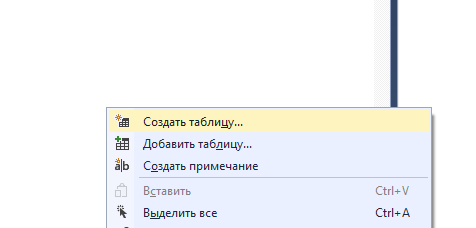 Создать таблицу...
Добавить таблицу...
a|b Создать примечание
Вставить Ctrl+V
Выделить все Ctrl+A